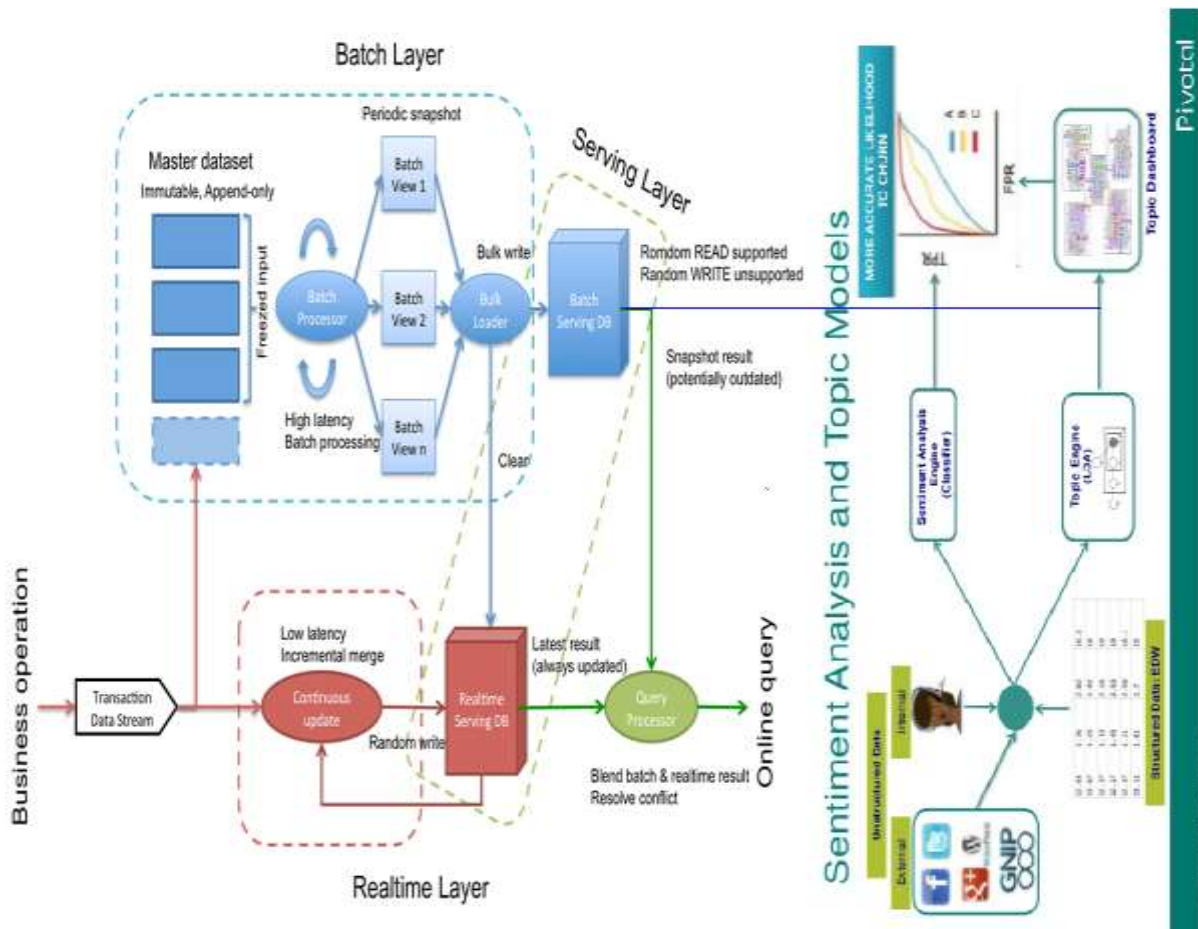 Batch Layer
Periodic snapshot
Master dataset
Immutable, Append-only
Batch
View 1
Serving Layer
Freezed input
Batch
Processor
Batch
View 2
Bulk write
Bulk
Loader
Batch
Serving DB
Romdom READ supported
Random WRITE unsupported
High latency
Batch processing
Batch
View n
Clean
Snapshot result
(potentially outdated)
Business operation
Transaction
Data Stream
Low latency
Incremental merge
Continuous
update
Random write
Realtime
Serving DB
Latest result
(always updated)
Query
Processor
Blend batch & realtime result
Resolve conflict
Online query
Realtime Layer
Sentiment Analysis and Topic Models
MORE ACCURATE LIKELIHOOD
TO CHURN
TPR
FPR
A
B
C
Topic Dashboard
Sentiment Analysis
Engine
(Classifier)
Topic Engine
(LDA)
Unstructured Data
External
Internal
GNIP
Structured Data: EDW
Pivotal